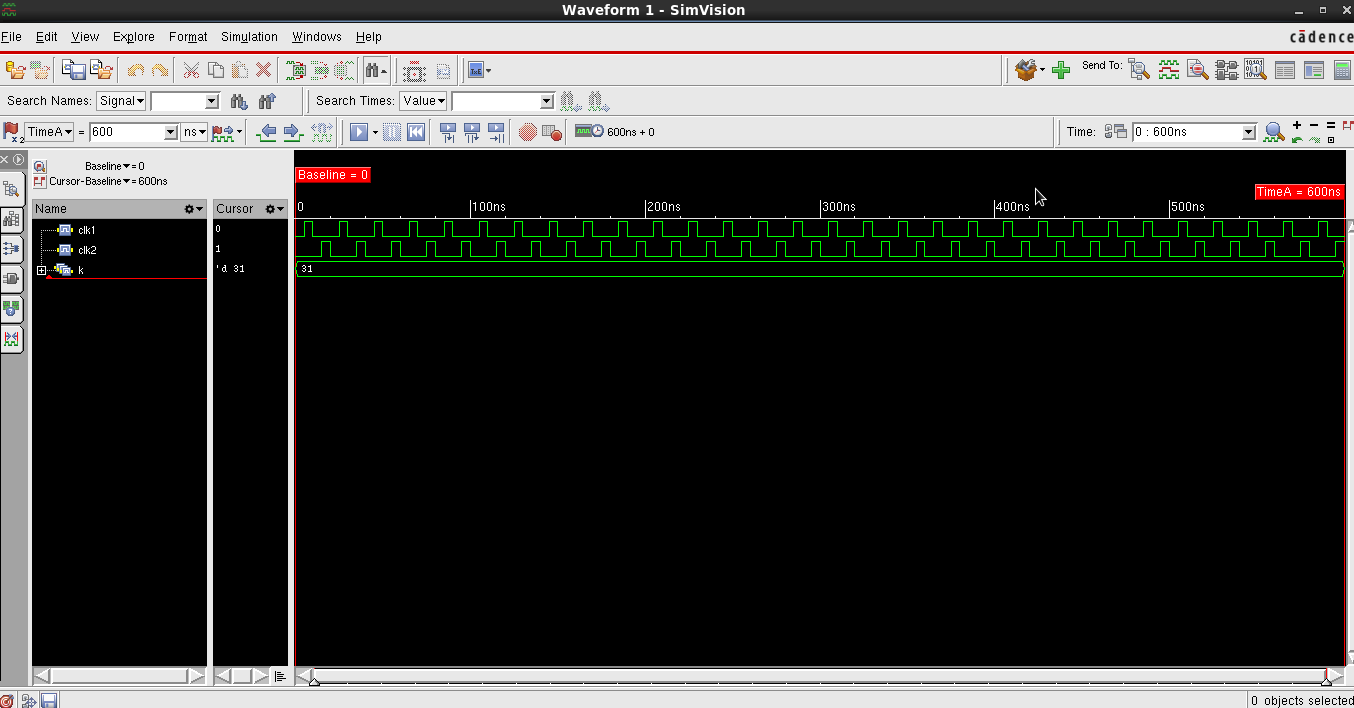 Waveform 1 - SimVision
File Edit View Explore Format Simulation Windows Help
cādence
Send To:
Search Names: Signal Search Times: Value
x2 TimeA = 600 ns 600ns + 0 Time: 0 : 600ns
Baseline = 0
Cursor-Baseline = 600ns
Baseline = 0
TimeA = 600ns
Name Cursor 0 100ns 200ns 300ns 400ns 500ns
clk1 0
clk2 1
k 'd 31 31
0 objects selected